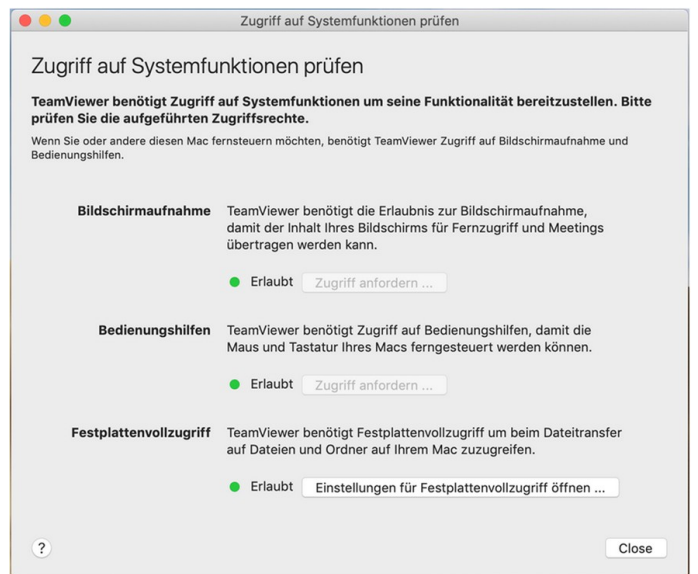 Zugriff auf Systemfunktionen prüfen
Zugriff auf Systemfunktionen prüfen
TeamViewer benötigt Zugriff auf Systemfunktionen um seine Funktionalität bereitzustellen. Bitte
prüfen Sie die aufgeführten Zugriffsrechte.
Wenn Sie oder andere diesen Mac fernsteuern möchten, benötigt TeamViewer Zugriff auf Bildschirmaufnahme und
Bedienungshilfen.
Bildschirmaufnahme TeamViewer benötigt die Erlaubnis zur Bildschirmaufnahme,
damit der Inhalt Ihres Bildschirms für Fernzugriff und Meetings
übertragen werden kann.
Erlaubt Zugriff anfordern ...
Bedienungshilfen TeamViewer benötigt Zugriff auf Bedienungshilfen, damit die
Maus und Tastatur Ihres Macs ferngesteuert werden können.
Erlaubt Zugriff anfordern ...
Festplattenvollzugriff TeamViewer benötigt Festplattenvollzugriff um beim Dateitransfer
auf Dateien und Ordner auf Ihrem Mac zuzugreifen.
Erlaubt Einstellungen für Festplattenvollzugriff öffnen ...
? Close